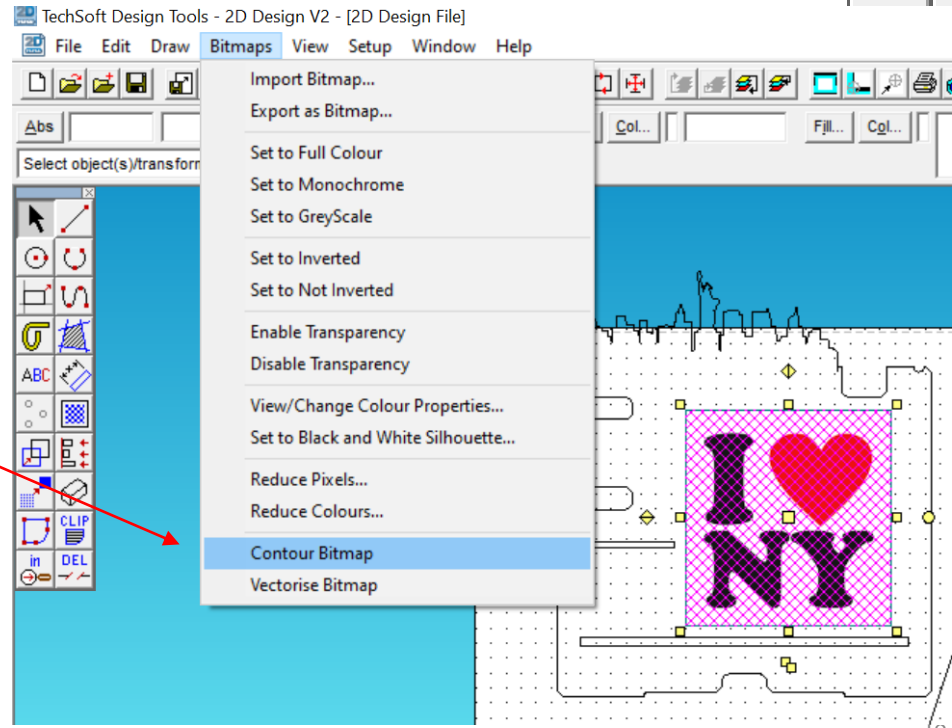 TechSoft Design Tools - 2D Design V2 - [2D Design File]
File Edit Draw Bitmaps View Setup Window Help
Abs
Col... Fill... Col...
Select object(s)/transfor
Import Bitmap...
Export as Bitmap...
Set to Full Colour
Set to Monochrome
Set to GreyScale
Set to Inverted
Set to Not Inverted
Enable Transparency
Disable Transparency
View/Change Colour Properties...
Set to Black and White Silhouette...
Reduce Pixels...
Reduce Colours...
Contour Bitmap
Vectorise Bitmap
ABC
CLIP
in DEL
I
NY